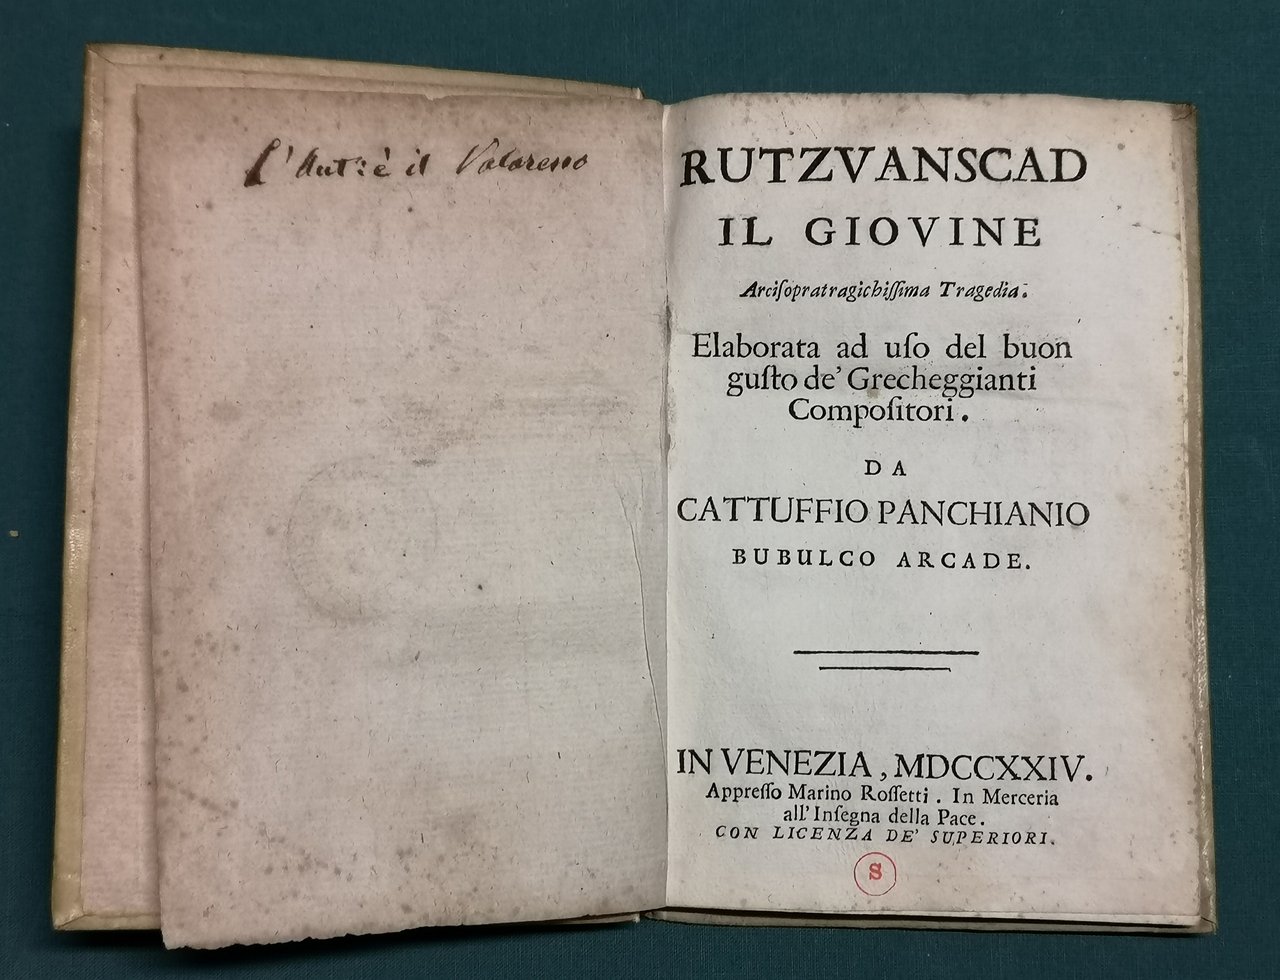 l'Aut: è il Valaresso
RUTZVANSCAD
IL GIOVINE
Arciſopratragichiſſima Tragedia.
Elaborata ad uſo del buon
guſto de' Grecheggianti
Compoſitori.
DA
CATTUFFIO PANCHIANIO
BUBULCO ARCADE.
IN VENEZIA, MDCCXXIV.
Appreſſo Marino Roſſetti. In Merceria
all'Inſegna della Pace.
CON LICENZA DE' SUPERIORI.
S